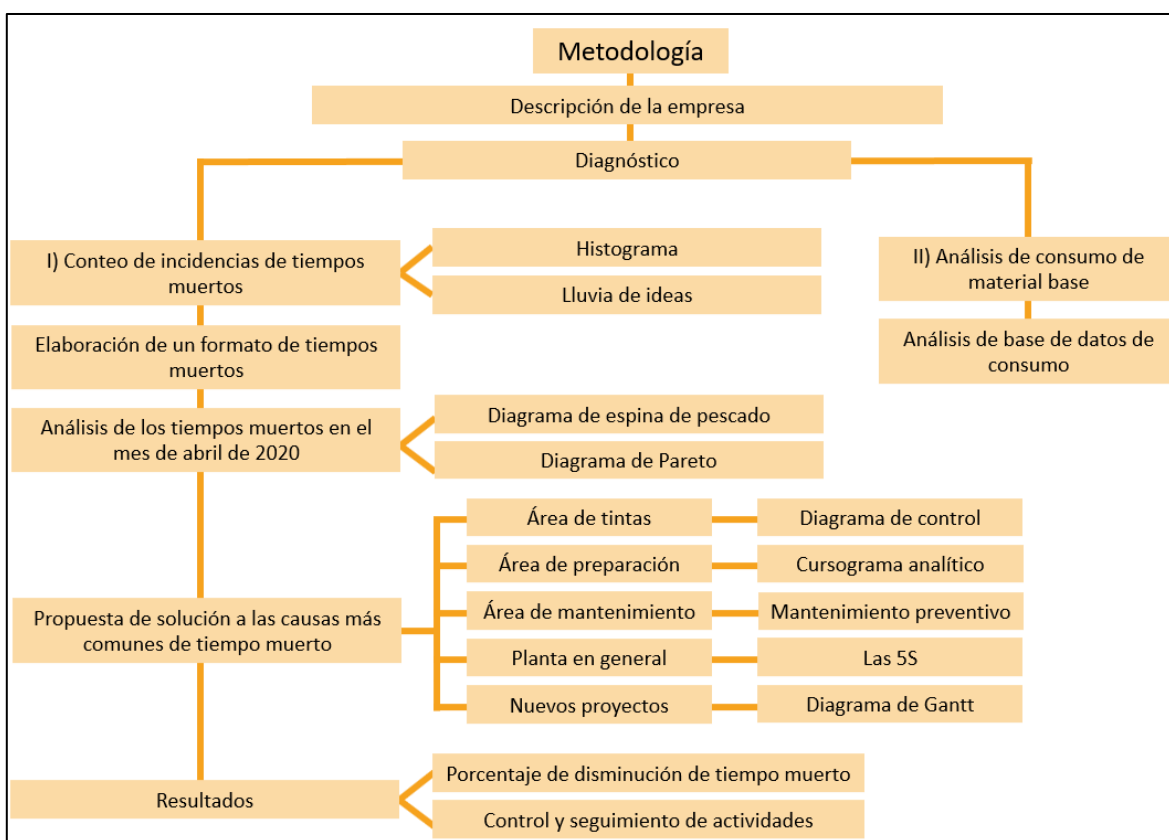 Metodología
Descripción de la empresa
Diagnóstico
I) Conteo de incidencias de tiempos
muertos
Histograma
Lluvia de ideas
II) Análisis de consumo de
material base
Elaboración de un formato de tiempos
muertos
Análisis de base de datos de
consumo
Análisis de los tiempos muertos en el
mes de abril de 2020
Diagrama de espina de pescado
Diagrama de Pareto
Propuesta de solución a las causas más
comunes de tiempo muerto
Área de tintas
Diagrama de control
Área de preparación
Cursograma analítico
Área de mantenimiento
Mantenimiento preventivo
Planta en general
Las 5S
Nuevos proyectos
Diagrama de Gantt
Resultados
Porcentaje de disminución de tiempo muerto
Control y seguimiento de actividades